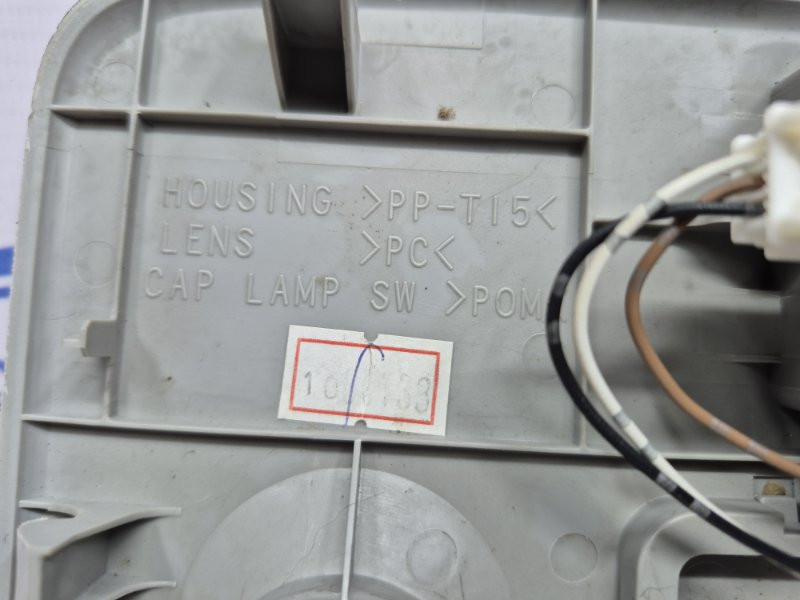 HOUSING >PP-T15<
LENS >PC<
CAP LAMP SW >POM